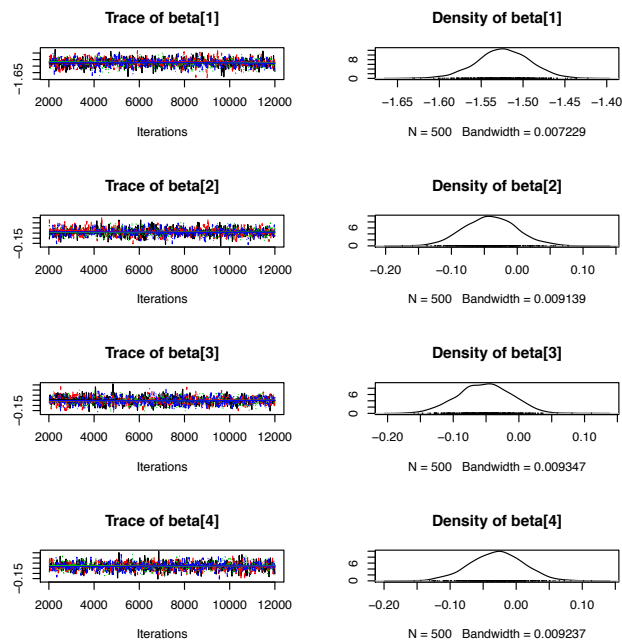 Trace of beta[1]
−1.65
2000 4000 6000 8000 10000 12000
Iterations
Density of beta[1]
0 8
−1.65 −1.60 −1.55 −1.50 −1.45 −1.40
N = 500 Bandwidth = 0.007229
Trace of beta[2]
−0.15
2000 4000 6000 8000 10000 12000
Iterations
Density of beta[2]
0 6
−0.20 −0.10 0.00 0.10
N = 500 Bandwidth = 0.009139
Trace of beta[3]
−0.15
2000 4000 6000 8000 10000 12000
Iterations
Density of beta[3]
0 6
−0.20 −0.10 0.00 0.10
N = 500 Bandwidth = 0.009347
Trace of beta[4]
−0.15
2000 4000 6000 8000 10000 12000
Iterations
Density of beta[4]
0 6
−0.20 −0.10 0.00 0.10
N = 500 Bandwidth = 0.009237